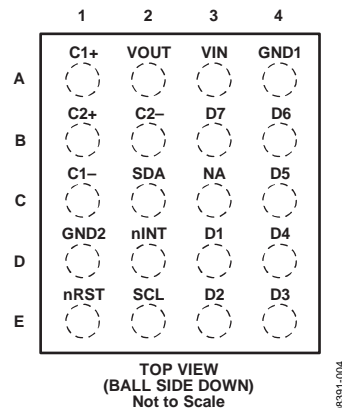 1 2 3 4
A C1+ VOUT VIN GND1
B C2+ C2– D7 D6
C C1– SDA NA D5
D GND2 nINT D1 D4
E nRST SCL D2 D3
TOP VIEW
(BALL SIDE DOWN)
Not to Scale